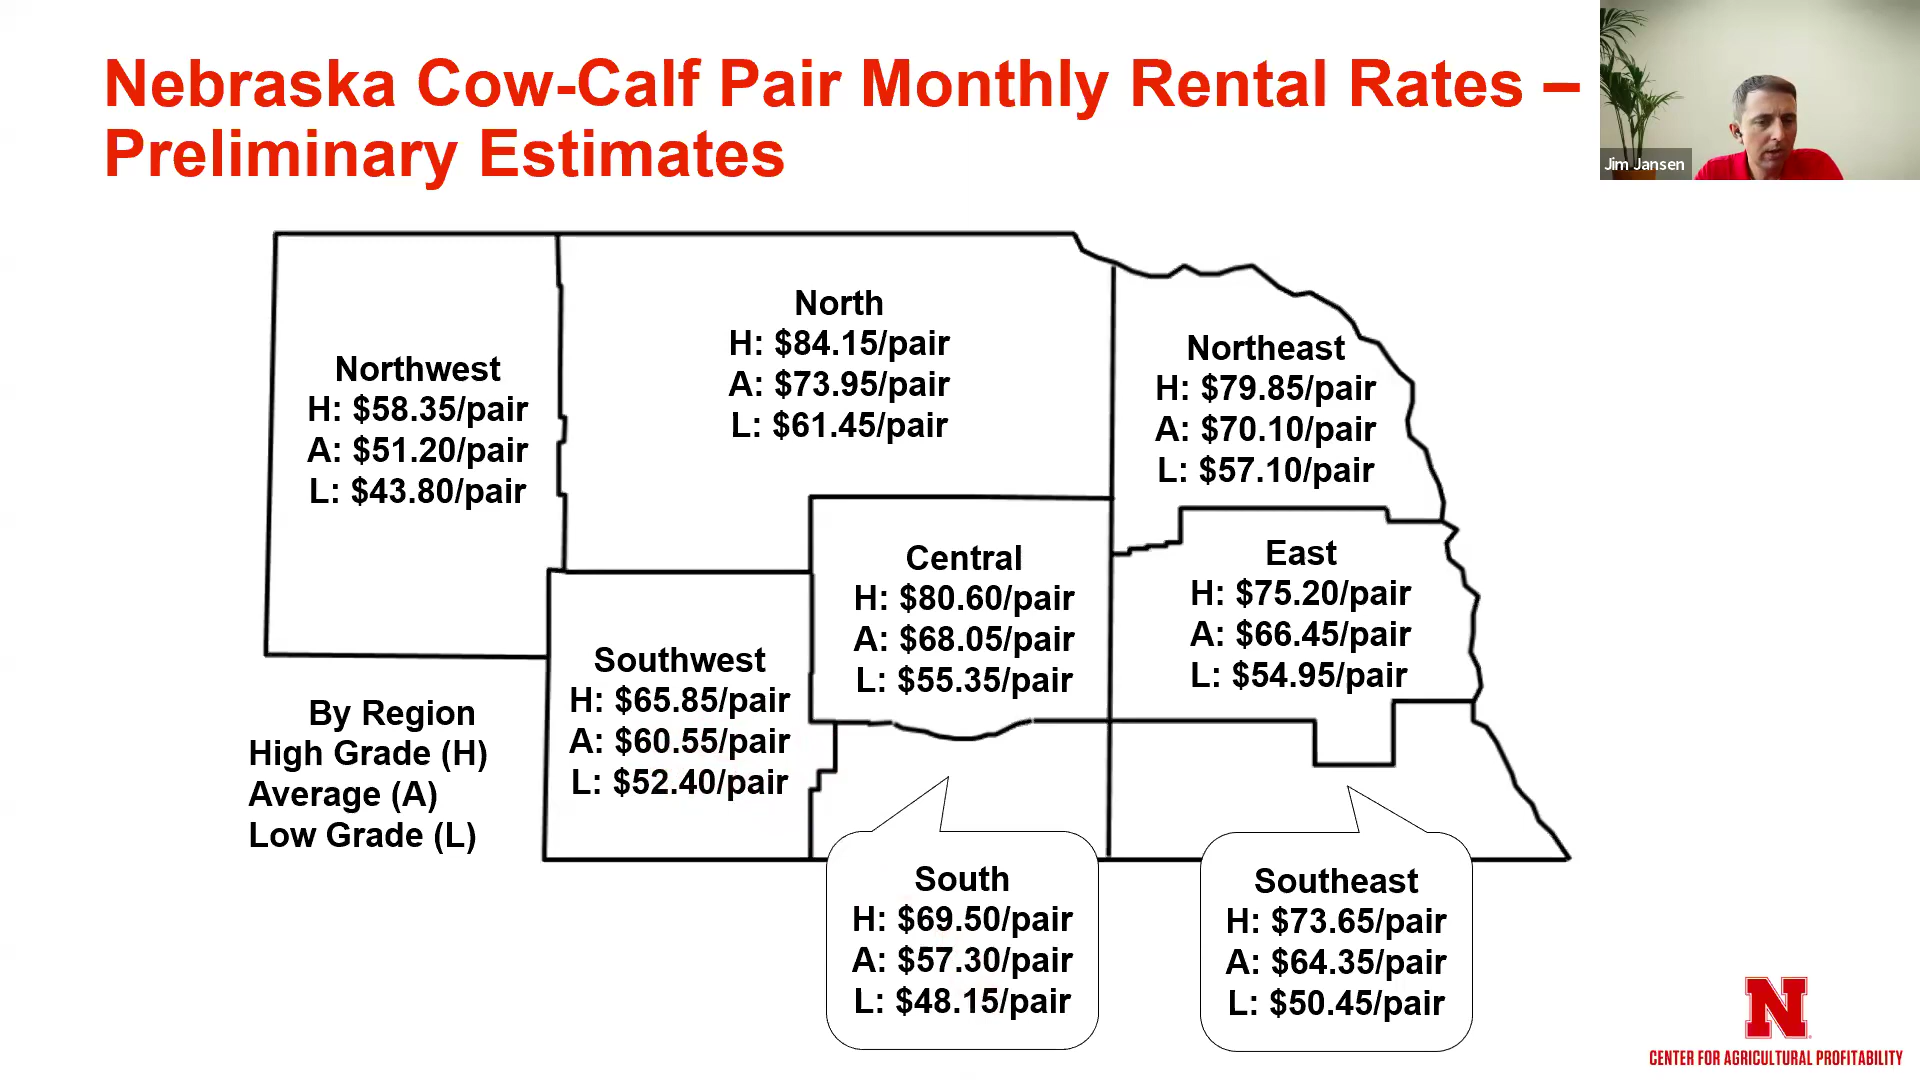 Nebraska Cow-Calf Pair Monthly Rental Rates –
Preliminary Estimates
Jim Jansen
North
H: $84.15/pair
A: $73.95/pair
L: $61.45/pair
Northwest
H: $58.35/pair
A: $51.20/pair
L: $43.80/pair
Northeast
H: $79.85/pair
A: $70.10/pair
L: $57.10/pair
Central
H: $80.60/pair
A: $68.05/pair
L: $55.35/pair
East
H: $75.20/pair
A: $66.45/pair
L: $54.95/pair
Southwest
H: $65.85/pair
A: $60.55/pair
L: $52.40/pair
By Region
High Grade (H)
Average (A)
Low Grade (L)
South
H: $69.50/pair
A: $57.30/pair
L: $48.15/pair
Southeast
H: $73.65/pair
A: $64.35/pair
L: $50.45/pair
N
CENTER FOR AGRICULTURAL PROFITABILITY